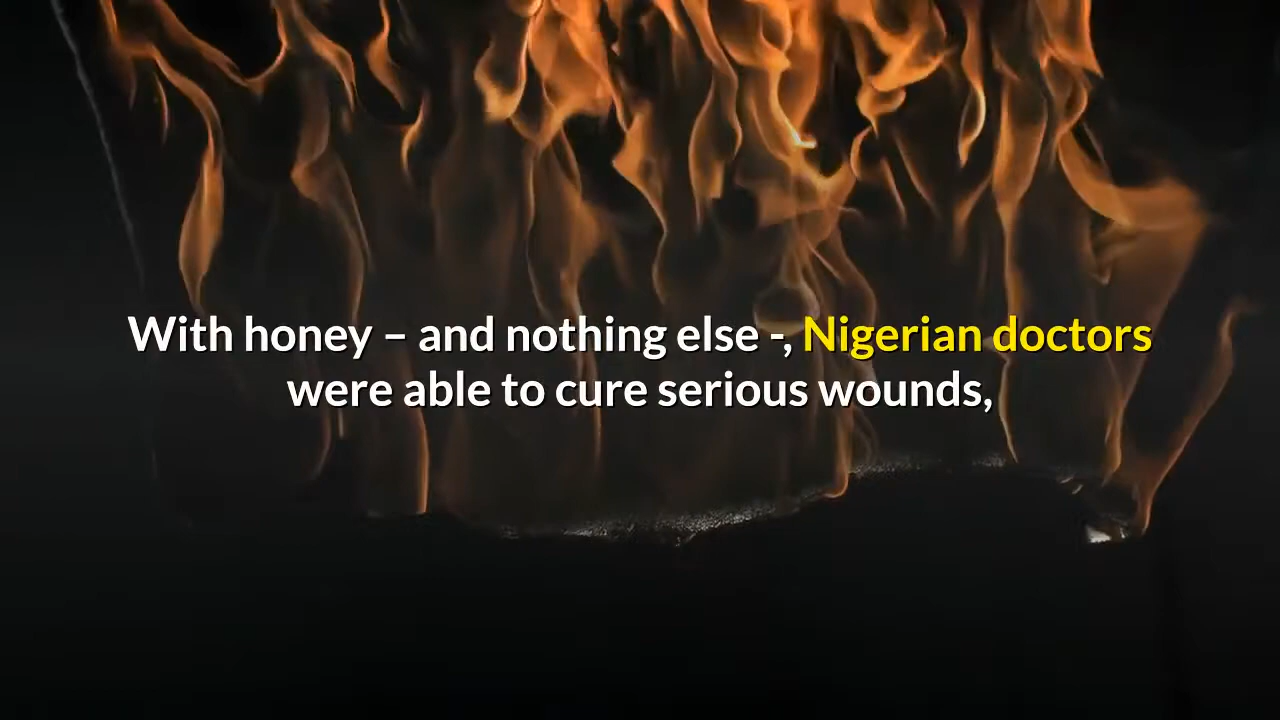 With honey – and nothing else -, Nigerian doctors
were able to cure serious wounds,